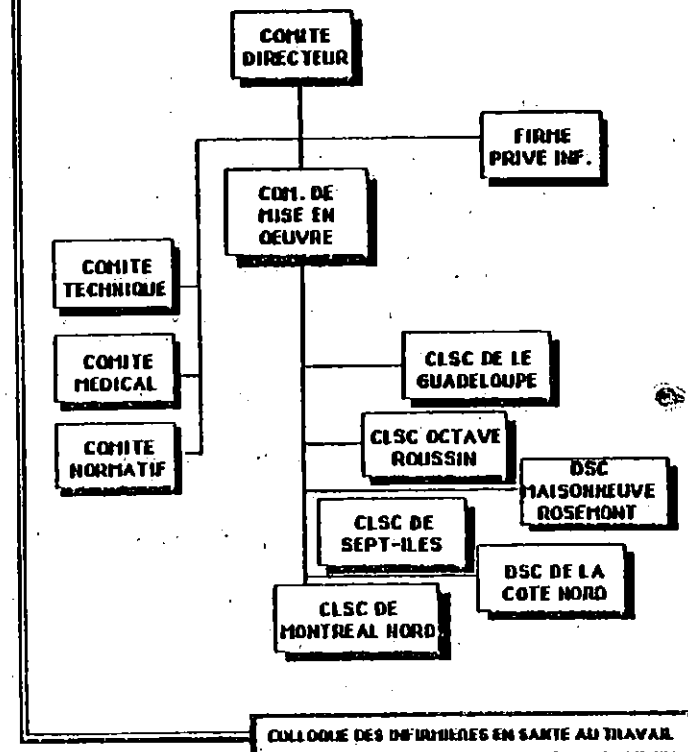 COMITE
DIRECTEUR
FIRME
PRIVE INF.
COM. DE
MISE EN
OEUVRE
COMITE
TECHNIQUE
COMITE
MEDICAL
COMITE
NORMATIF
CLSC DE LE
GUADELOUPE
CLSC OCTAVE
ROUSSIN
DSC
MAISONNEUVE
ROSEMONT
CLSC DE
SEPT-ILES
DSC DE LA
COTE NORD
CLSC DE
MONTREAL NORD
COLLOQUE DES INFIRMIERES EN SANTE AU TRAVAIL